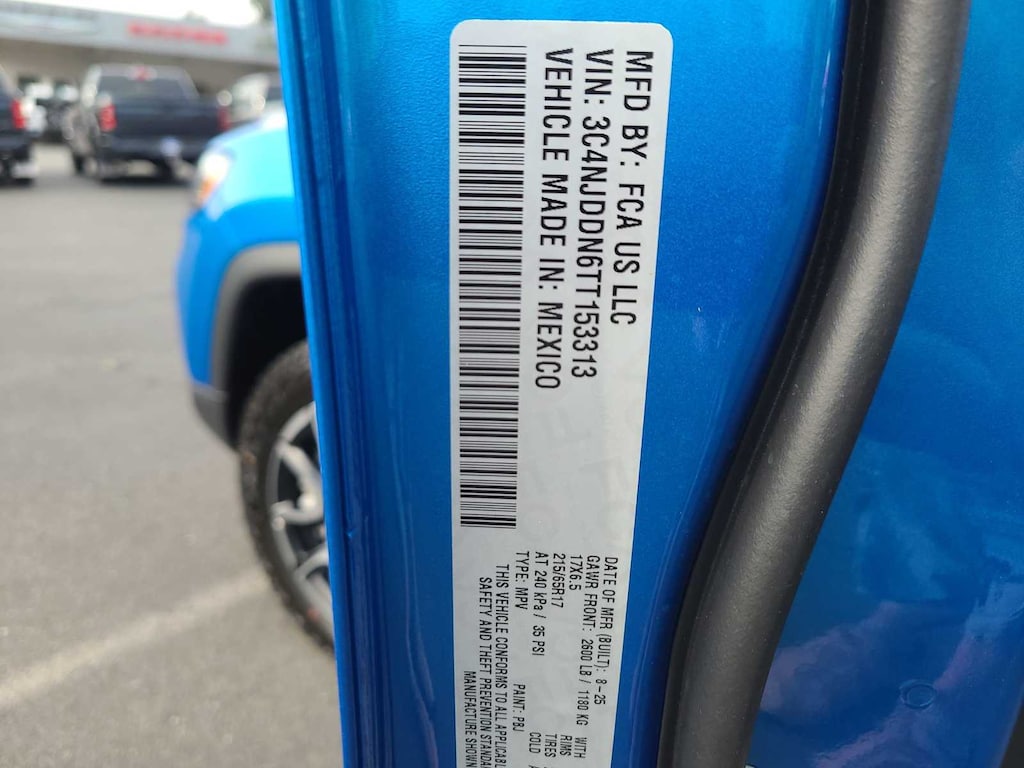 MFD BY: FCA US LLC
VIN: 3C4NJDDN6TT153313
VEHICLE MADE IN: MEXICO
DATE OF MFR (BUILT): 8-25
GAWR FRONT: 2600 LB / 1180 KG WITH
17X6.5 RIMS
215/65R17 TIRES
AT 240 kPa / 35 PSI COLD
TYPE: MPV PAINT: PBJ
THIS VEHICLE CONFORMS TO ALL APPLICABL
SAFETY AND THEFT PREVENTION STANDA
MANUFACTURE SHOWN